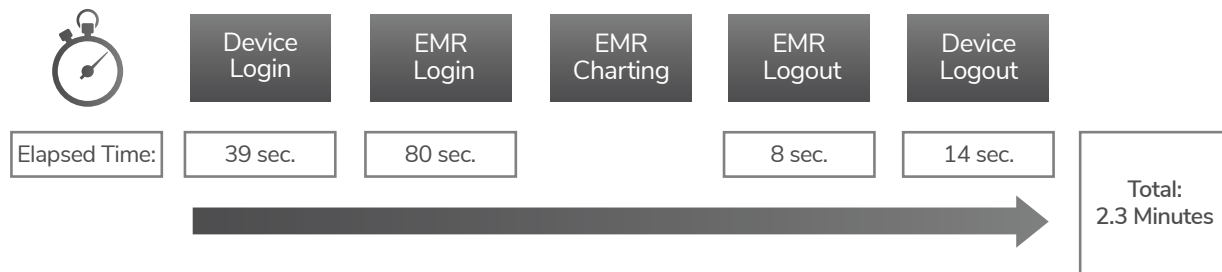 Device
Login
EMR
Login
EMR
Charting
EMR
Logout
Device
Logout
Elapsed Time:
39 sec.
80 sec.
8 sec.
14 sec.
Total:
2.3 Minutes